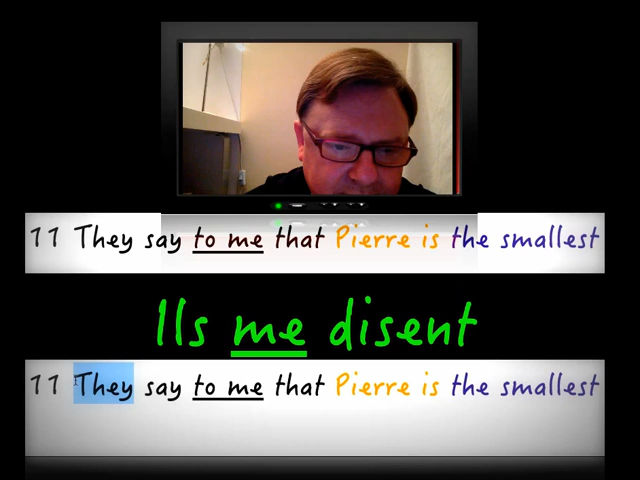 11 They say to me that Pierre is the smallest
Ils me disent
11 They say to me that Pierre is the smallest